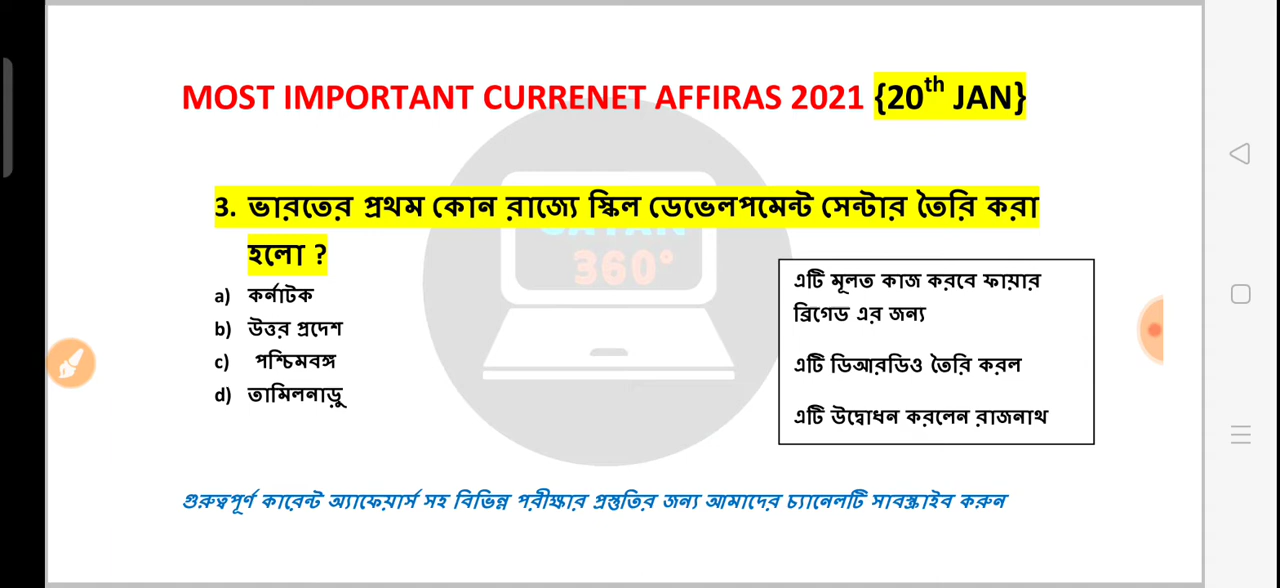 MOST IMPORTANT CURRENET AFFIRAS 2021 {20th JAN}
3. ভারতের প্রথম কোন রাজ্যে স্কিল ডেভেলপমেন্ট সেন্টার তৈরি করা
হলো ?
360°
a) কর্নাটক
b) উত্তর প্রদেশ
c) পশ্চিমবঙ্গ
d) তামিলনাড়ু
এটি মূলত কাজ করবে ফায়ার
ব্রিগেড এর জন্য
এটি ডিআরডিও তৈরি করল
এটি উদ্বোধন করলেন রাজনাথ
গুরুত্বপূর্ণ কারেন্ট অ্যাফেয়ার্স সহ বিভিন্ন পরীক্ষার প্রস্তুতির জন্য আমাদের চ্যানেলটি সাবস্ক্রাইব করুন